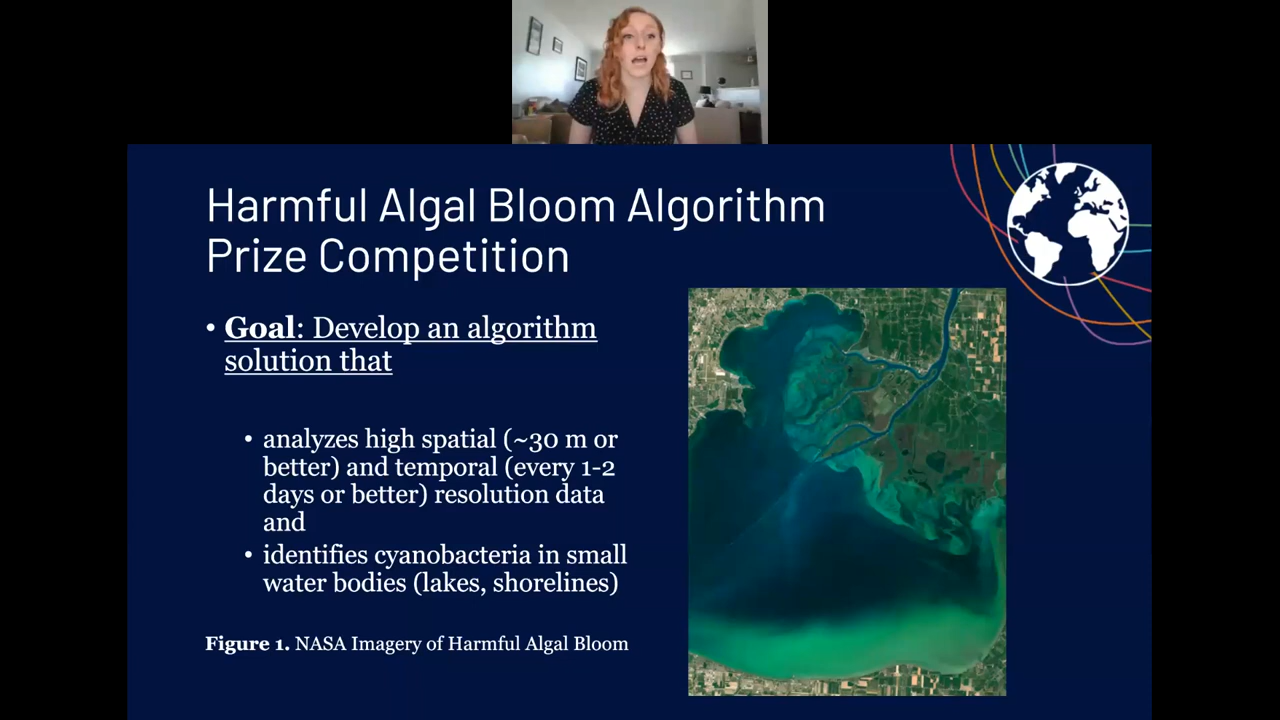 Harmful Algal Bloom Algorithm
Prize Competition
• Goal: Develop an algorithm
solution that
• analyzes high spatial (~30 m or
better) and temporal (every 1-2
days or better) resolution data
and
• identifies cyanobacteria in small
water bodies (lakes, shorelines)
Figure 1. NASA Imagery of Harmful Algal Bloom